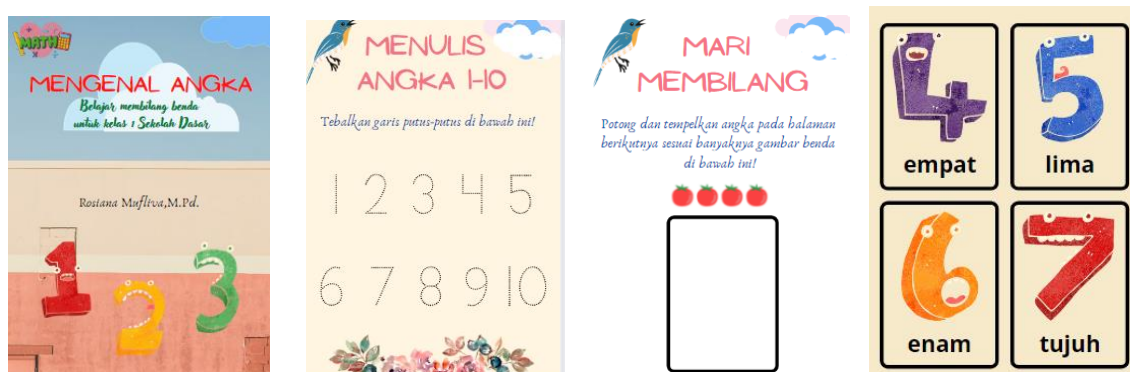 MATH
MENGENAL ANGKA
Belajar membilang benda
untuk kelas 1 Sekolah Dasar
Rosiana Mufliva,M.Pd.
1
2
3
MENULIS
ANGKA 1-10
Tebalkan garis putus-putus di bawah ini!
1 2 3 4 5
6 7 8 9 10
MARI
MEMBILANG
Potong dan tempelkan angka pada halaman
berikutnya sesuai banyaknya gambar benda
di bawah ini!
4
empat
5
lima
6
enam
7
tujuh